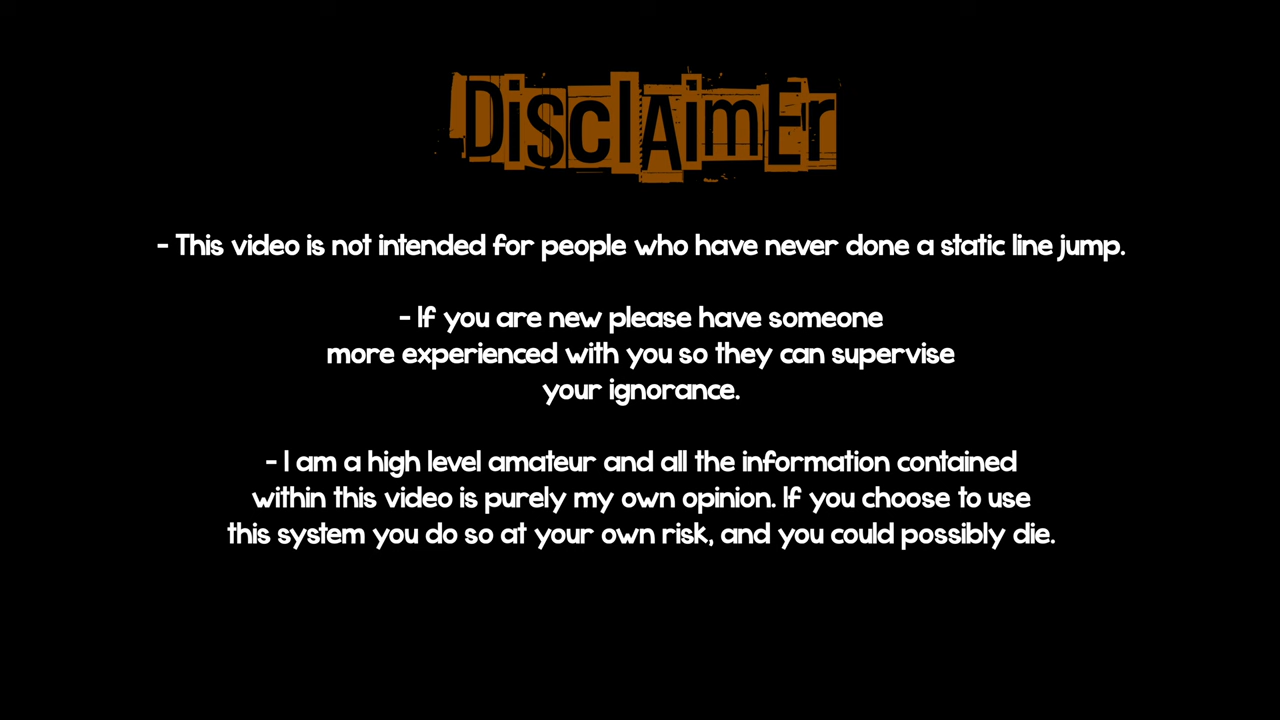 DisclAimEr
- This video is not intended for people who have never done a static line jump.
- If you are new please have someone
more experienced with you so they can supervise
your ignorance.
- I am a high level amateur and all the information contained
within this video is purely my own opinion. If you choose to use
this system you do so at your own risk, and you could possibly die.